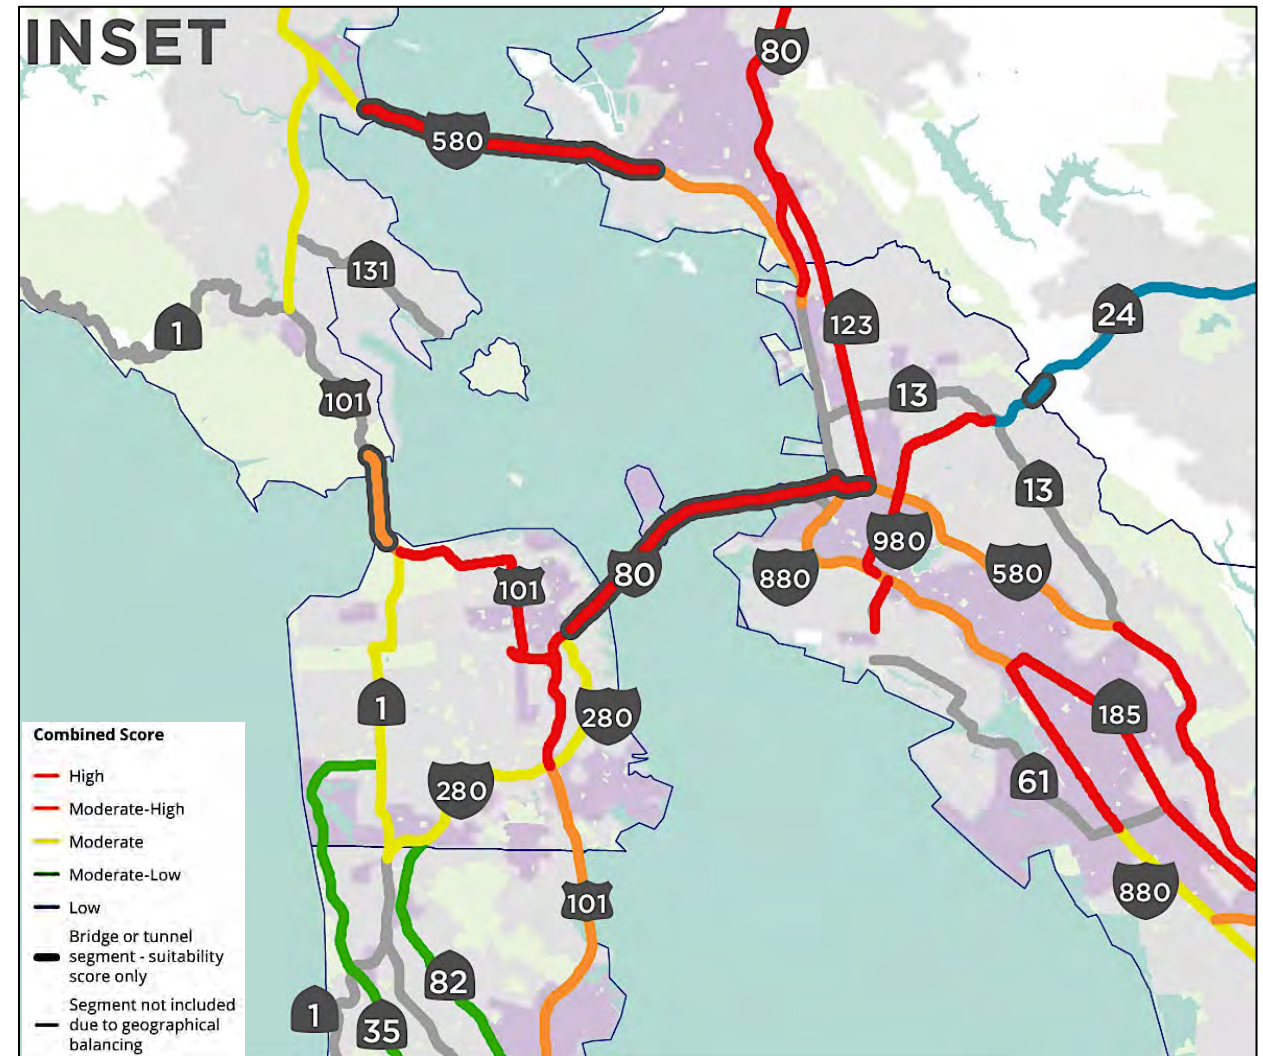 INSET
80
580
131
1
123
24
13
101
13
980
880
580
101
80
1
280
185
280
61
880
101
82
1
35
Combined Score
High
Moderate-High
Moderate
Moderate-Low
Low
Bridge or tunnel
segment - suitability
score only
Segment not included
due to geographical
balancing